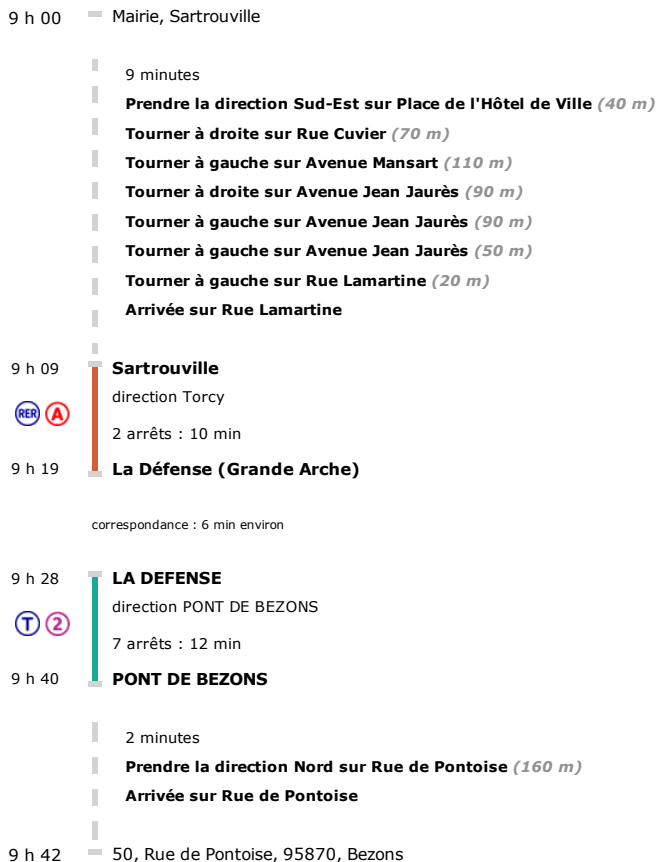 9 h 00 Mairie, Sartrouville
9 minutes
Prendre la direction Sud-Est sur Place de l'Hôtel de Ville (40 m)
Tourner à droite sur Rue Cuvier (70 m)
Tourner à gauche sur Avenue Mansart (110 m)
Tourner à droite sur Avenue Jean Jaurès (90 m)
Tourner à gauche sur Avenue Jean Jaurès (90 m)
Tourner à gauche sur Avenue Jean Jaurès (50 m)
Tourner à gauche sur Rue Lamartine (20 m)
Arrivée sur Rue Lamartine
9 h 09 Sartrouville
direction Torcy
RER A
2 arrêts : 10 min
9 h 19 La Défense (Grande Arche)
correspondance : 6 min environ
9 h 28 LA DEFENSE
direction PONT DE BEZONS
T 2
7 arrêts : 12 min
9 h 40 PONT DE BEZONS
2 minutes
Prendre la direction Nord sur Rue de Pontoise (160 m)
Arrivée sur Rue de Pontoise
9 h 42 50, Rue de Pontoise, 95870, Bezons